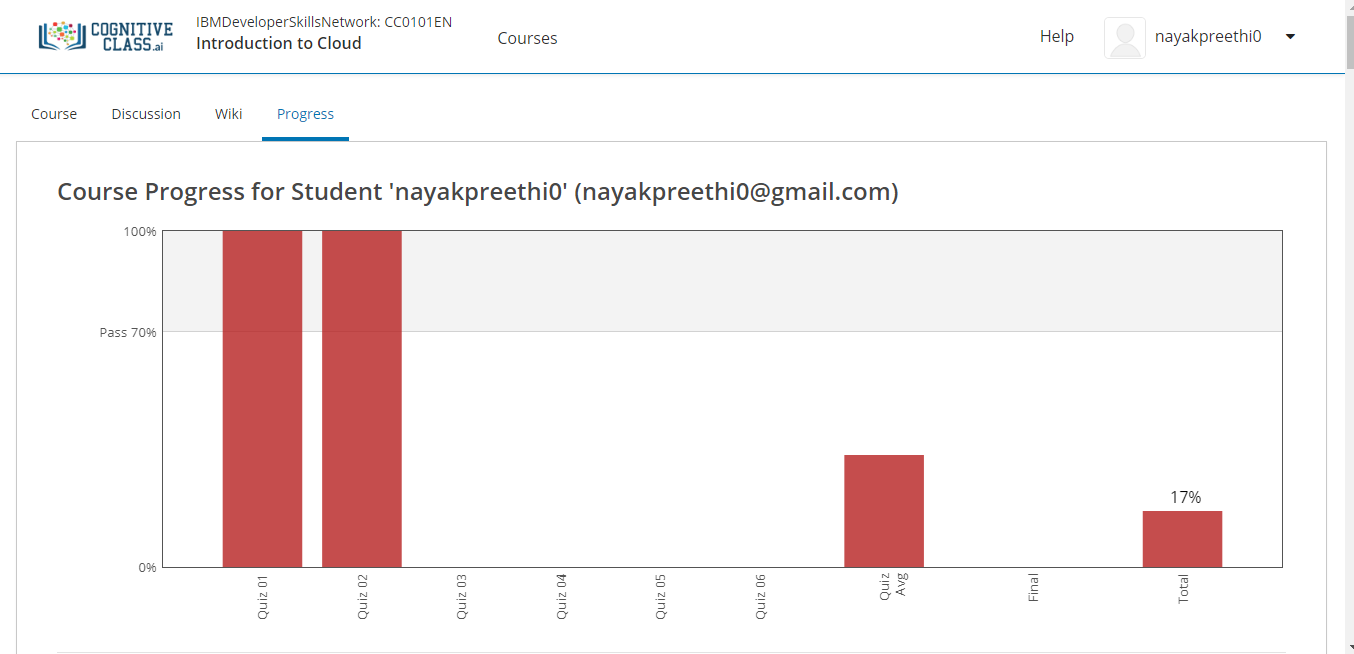 COGNITIVE
CLASS.ai
IBMDeveloperSkillsNetwork: CC0101EN
Introduction to Cloud
Courses
Help
nayakpreethi0
Course
Discussion
Wiki
Progress
Course Progress for Student 'nayakpreethi0' (nayakpreethi0@gmail.com)
100%
Pass 70%
0%
17%
Quiz 01
Quiz 02
Quiz 03
Quiz 04
Quiz 05
Quiz 06
Quiz
Avg
Final
Total